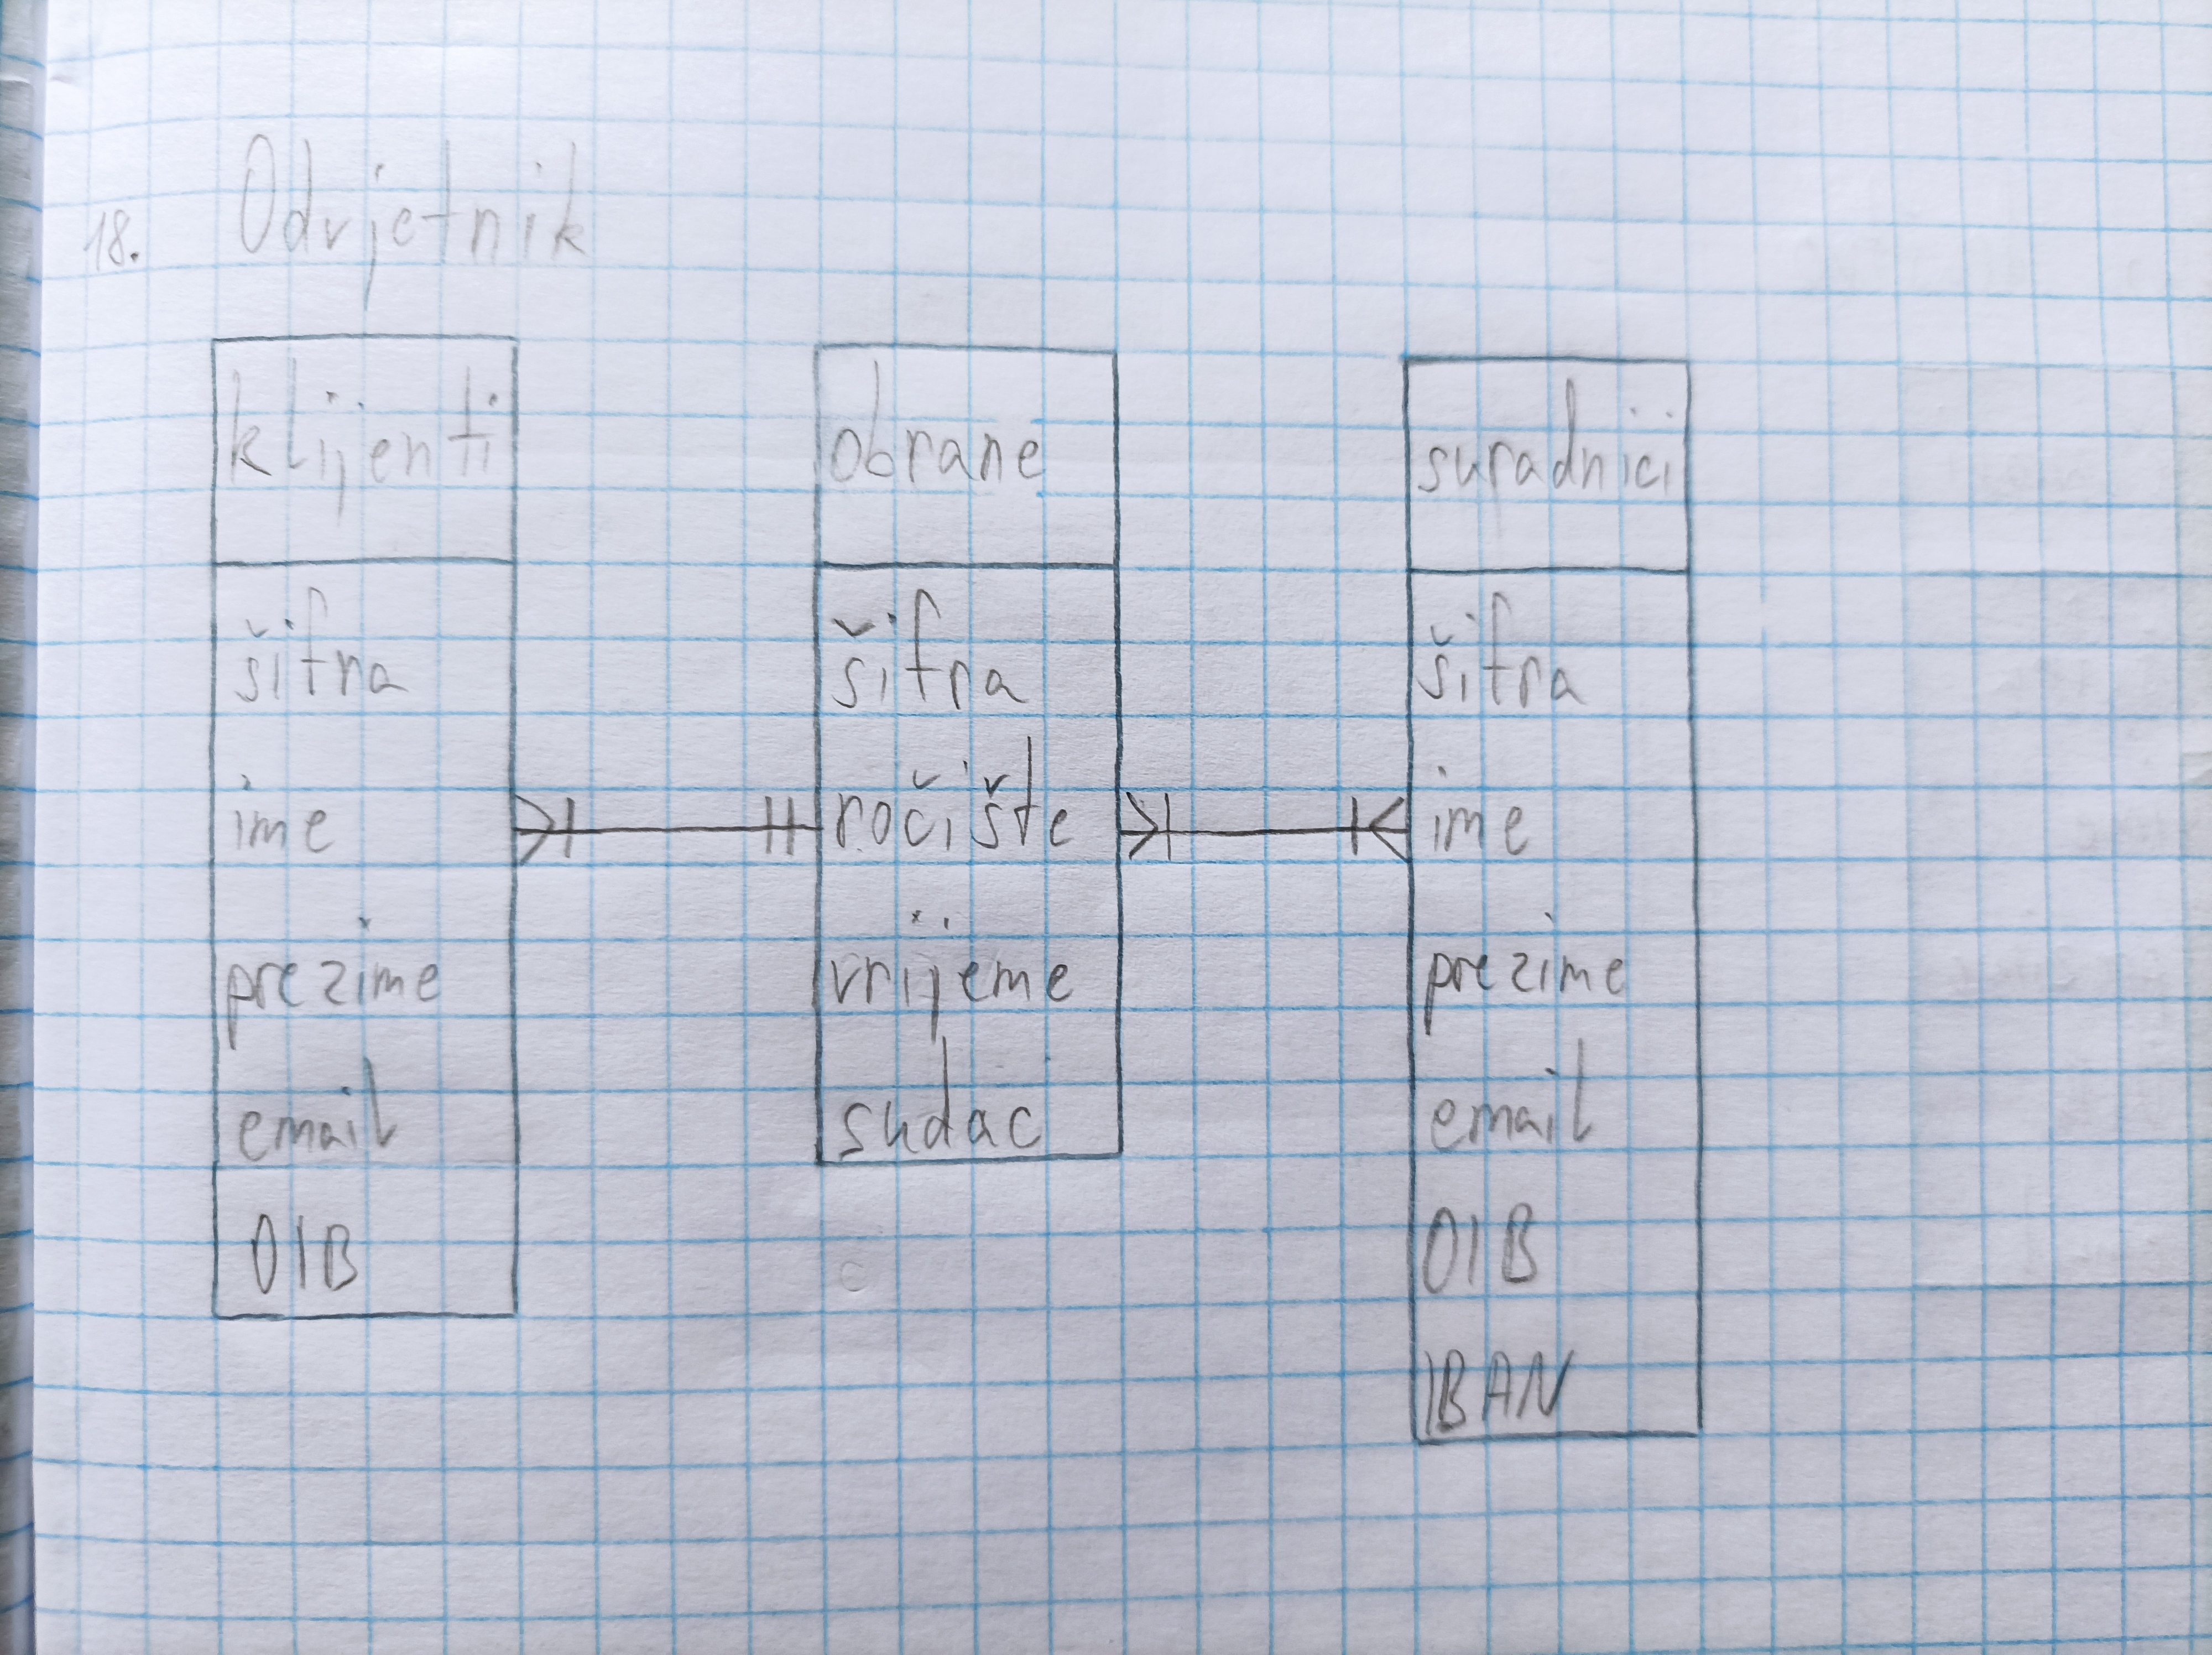 18. Odvjetnik
klijenti
šifra
ime
prezime
email
OIB
obrane
šifra
ročište
vrijeme
sudac
suradnici
šifra
ime
prezime
email
OIB
IBAN